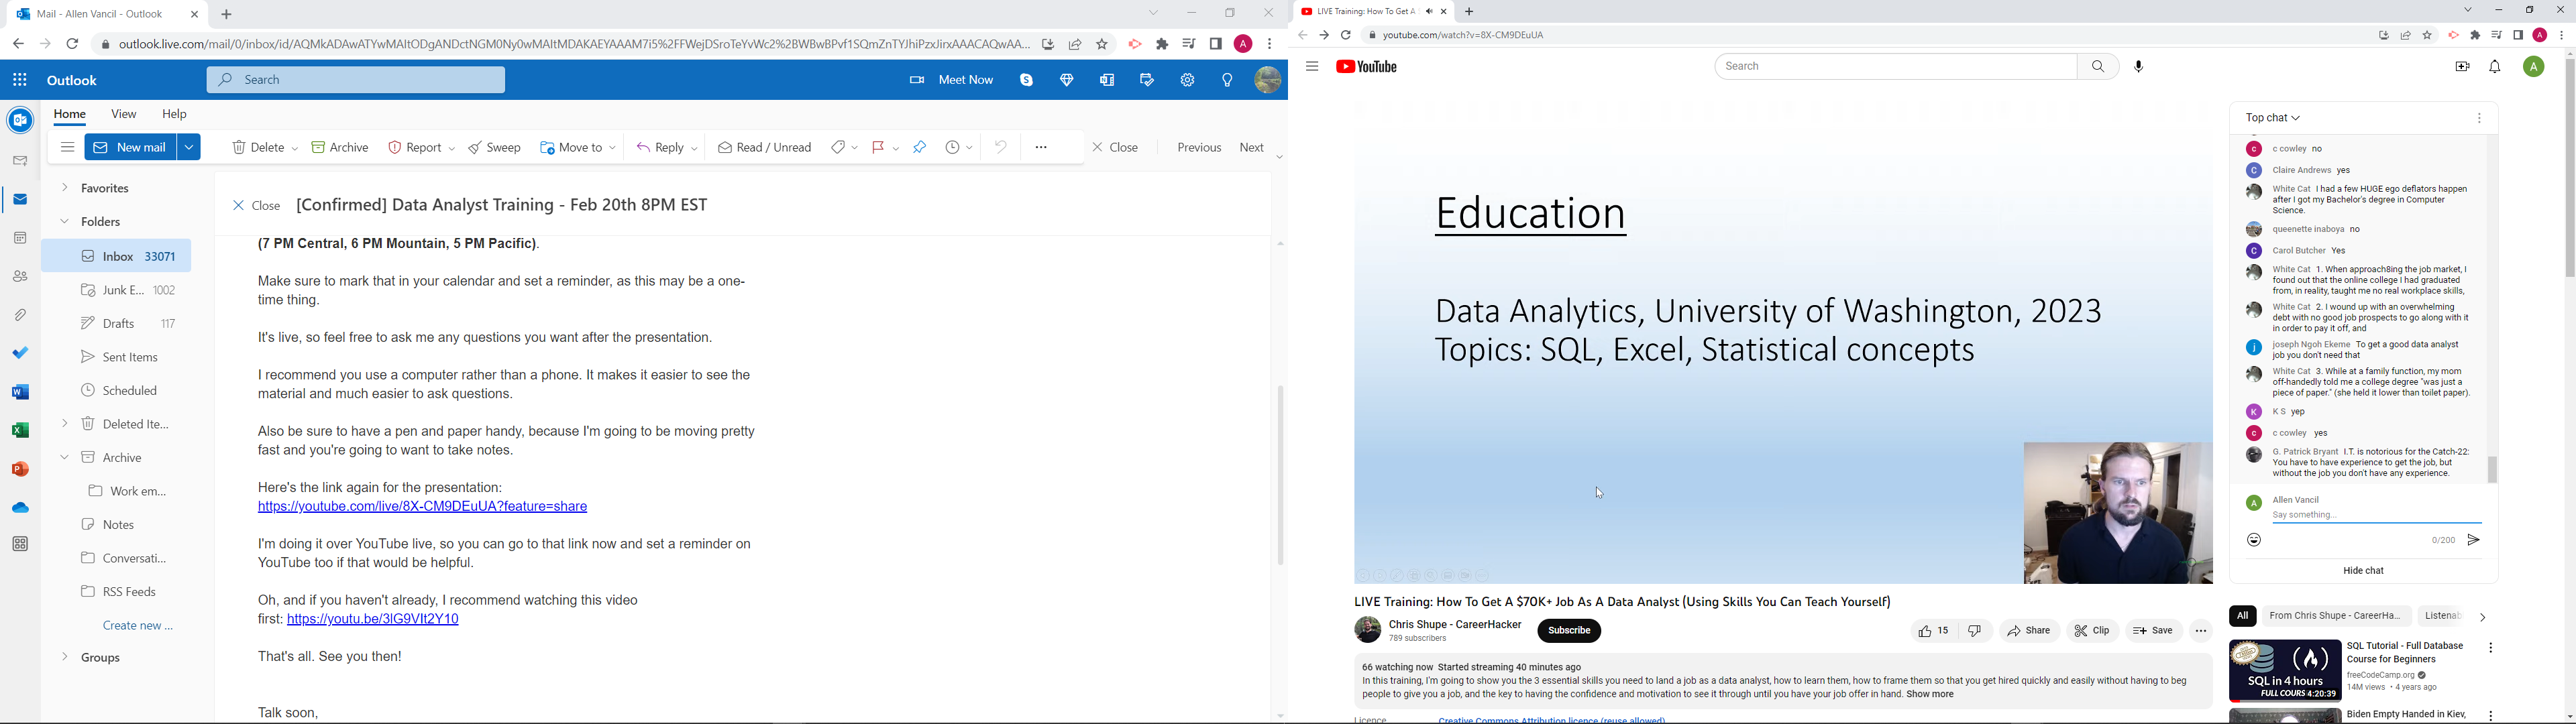 Mail - Allen Vancil - Outlook
outlook.live.com/mail/0/inbox/id/AQMkADAwATYwMAItODgANDctNGM0Ny0wMAItMDAKAEYAAAM7i5%2FFWejDSroTeYvWc2%2BWBwBPvf1SQmZnTYJhiPzxJirxAAACAQwAA...
A
Outlook
Search
Meet Now
Home View Help
New mail Delete Archive Report Sweep Move to Reply Read / Unread ... Close Previous Next
Favorites
Folders
Inbox 33071
Junk E... 1002
Drafts 117
Sent Items
Scheduled
Deleted Ite...
Archive
Work em...
Notes
Conversati...
RSS Feeds
Create new ...
Groups
Close [Confirmed] Data Analyst Training - Feb 20th 8PM EST
(7 PM Central, 6 PM Mountain, 5 PM Pacific).
Make sure to mark that in your calendar and set a reminder, as this may be a one-
time thing.
It's live, so feel free to ask me any questions you want after the presentation.
I recommend you use a computer rather than a phone. It makes it easier to see the
material and much easier to ask questions.
Also be sure to have a pen and paper handy, because I'm going to be moving pretty
fast and you're going to want to take notes.
Here's the link again for the presentation:
https://youtube.com/live/8X-CM9DEuUA?feature=share
I'm doing it over YouTube live, so you can go to that link now and set a reminder on
YouTube too if that would be helpful.
Oh, and if you haven't already, I recommend watching this video
first: https://youtu.be/3lG9VIt2Y10
That's all. See you then!
Talk soon,
LIVE Training: How To Get A
youtube.com/watch?v=8X-CM9DEuUA
A
YouTube
Search
A
Education
Data Analytics, University of Washington, 2023
Topics: SQL, Excel, Statistical concepts
LIVE Training: How To Get A $70K+ Job As A Data Analyst (Using Skills You Can Teach Yourself)
Chris Shupe - CareerHacker
789 subscribers
Subscribe
15
Share
Clip
Save
66 watching now Started streaming 40 minutes ago
In this training, I'm going to show you the 3 essential skills you need to land a job as a data analyst, how to learn them, how to frame them so that you get hired quickly and easily without having to beg
people to give you a job, and the key to having the confidence and motivation to see it through until you have your job offer in hand. Show more
Licence
Creative Commons Attribution licence (reuse allowed)
Top chat
c cowley no
Claire Andrews yes
White Cat I had a few HUGE ego deflators happen
after I got my Bachelor's degree in Computer
Science.
queenette inaboya no
Carol Butcher Yes
White Cat 1. When approach8ing the job market, I
found out that the online college I had graduated
from, in reality, taught me no real workplace skills,
White Cat 2. I wound up with an overwhelming
debt with no good job prospects to go along with it
in order to pay it off, and
joseph Ngoh Ekeme To get a good data analyst
job you don't need that
White Cat 3. While at a family function, my mom
off-handedly told me a college degree "was just a
piece of paper." (she held it lower than toilet paper).
K S yep
c cowley yes
G. Patrick Bryant I.T. is notorious for the Catch-22:
You have to have experience to get the job, but
without the job you don't have any experience.
Allen Vancil
Say something...
0/200
Hide chat
All
From Chris Shupe - CareerHa...
Listenab
SQL in 4 hours
FULL COURS 4:20:39
SQL Tutorial - Full Database
Course for Beginners
freeCodeCamp.org
14M views • 4 years ago
Biden Empty Handed in Kiev,